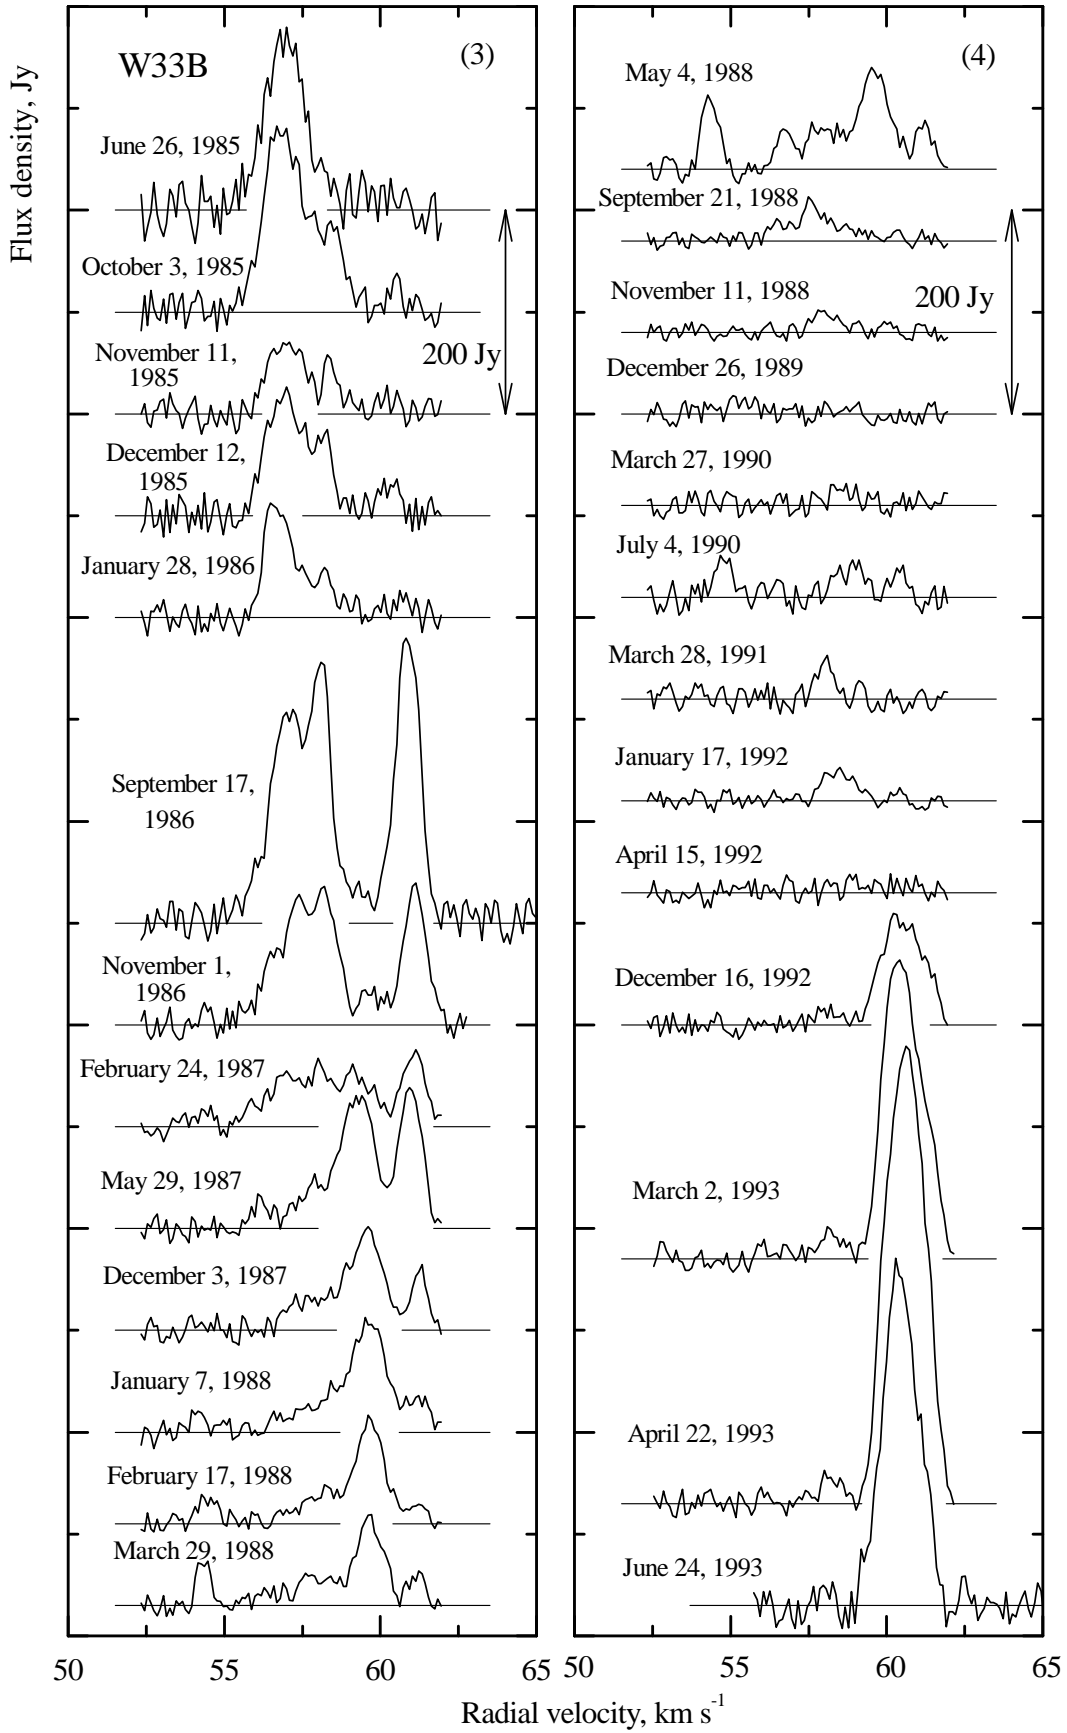 Flux density, Jy
W33B
(3)
June 26, 1985
October 3, 1985
November 11,
1985
200 Jy
December 12,
1985
January 28, 1986
September 17,
1986
November 1,
1986
February 24, 1987
May 29, 1987
December 3, 1987
January 7, 1988
February 17, 1988
March 29, 1988
50 55 60 65
(4)
May 4, 1988
September 21, 1988
November 11, 1988
200 Jy
December 26, 1989
March 27, 1990
July 4, 1990
March 28, 1991
January 17, 1992
April 15, 1992
December 16, 1992
March 2, 1993
April 22, 1993
June 24, 1993
50 55 60 65
Radial velocity, km s-1